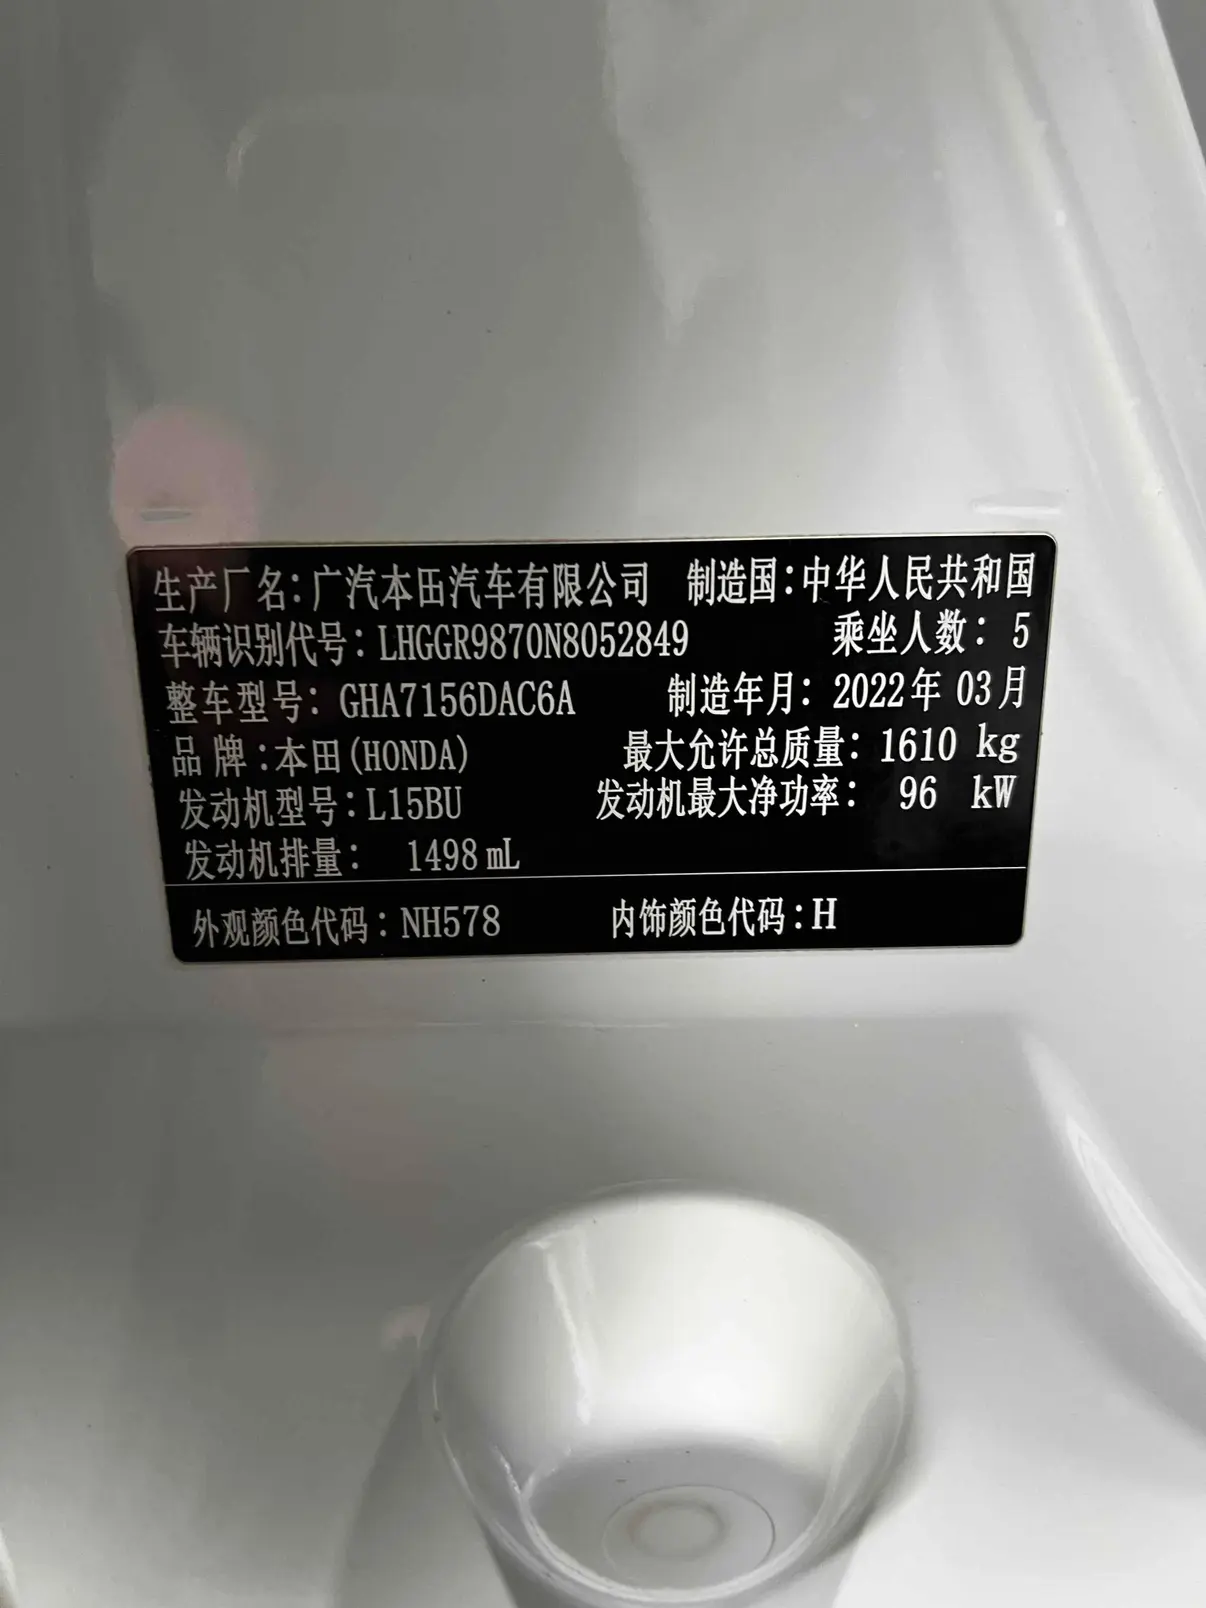 生产厂名:广汽本田汽车有限公司 制造国:中华人民共和国
车辆识别代号: LHGGR9870N8052849 乘坐人数: 5
整车型号: GHA7156DAC6A 制造年月: 2022年 03月
品牌:本田(HONDA) 最大允许总质量: 1610 kg
发动机型号:L15BU 发动机最大净功率: 96 kW
发动机排量: 1498 mL
外观颜色代码: NH578 内饰颜色代码:H